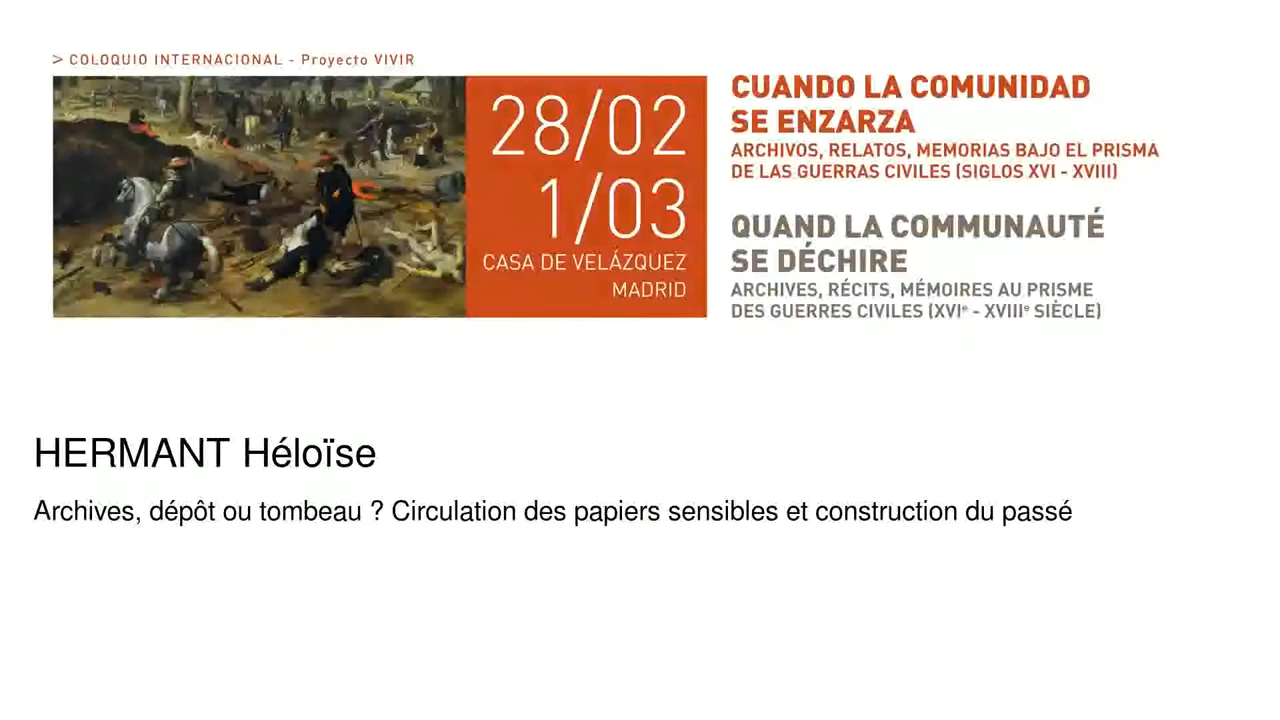 > COLOQUIO INTERNACIONAL - Proyecto VIVIR
28/02
1/03
CASA DE VELÁZQUEZ
MADRID
CUANDO LA COMUNIDAD
SE ENZARZA
ARCHIVOS, RELATOS, MEMORIAS BAJO EL PRISMA
DE LAS GUERRAS CIVILES (SIGLOS XVI - XVIII)
QUAND LA COMMUNAUTÉ
SE DÉCHIRE
ARCHIVES, RÉCITS, MÉMOIRES AU PRISME
DES GUERRES CIVILES (XVIᵉ - XVIIIᵉ SIÈCLE)
HERMANT Héloïse
Archives, dépôt ou tombeau ? Circulation des papiers sensibles et construction du passé